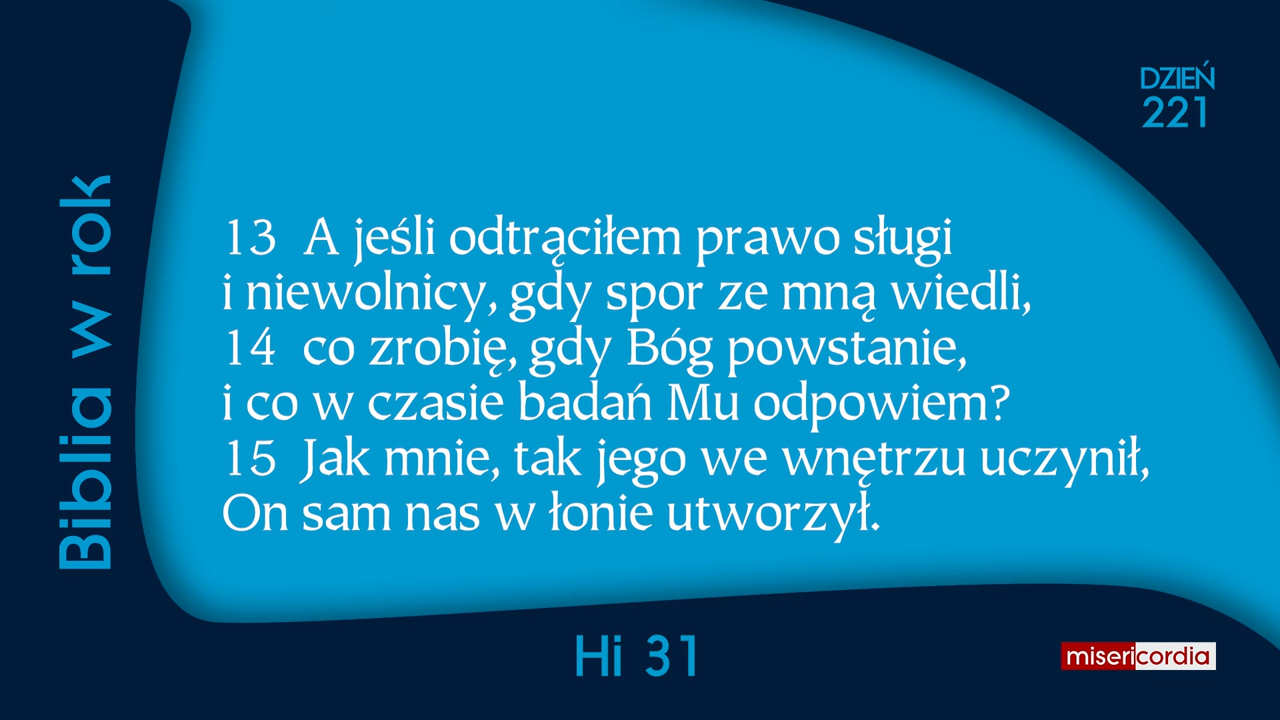 DZIEŃ
221
Biblia w rok
13 A jeśli odtrąciłem prawo sługi
i niewolnicy, gdy spor ze mną wiedli,
14 co zrobię, gdy Bóg powstanie,
i co w czasie badań Mu odpowiem?
15 Jak mnie, tak jego we wnętrzu uczynił,
On sam nas w łonie utworzył.
Hi 31
misericordia